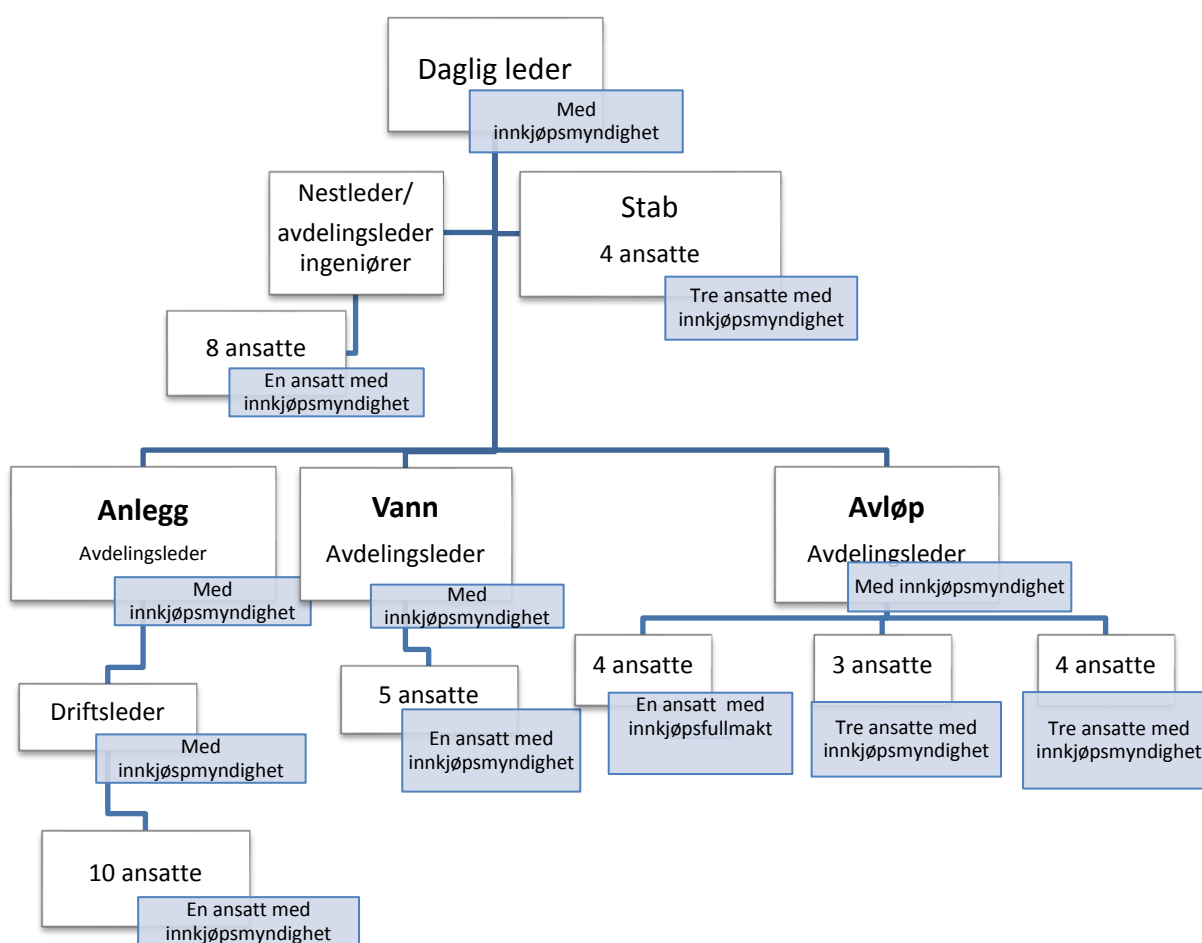 Daglig leder
Med
innkjøpsmyndighet
Nestleder/
avdelingsleder
ingeniører
Stab
4 ansatte
Tre ansatte med
innkjøpsmyndighet
8 ansatte
En ansatt med
innkjøpsmyndighet
Anlegg
Avdelingsleder
Med
innkjøpsmyndighet
Vann
Avdelingsleder
Med
innkjøpsmyndighet
Avløp
Avdelingsleder
Med innkjøpsmyndighet
Driftsleder
Med
innkjøspmyndighet
5 ansatte
En ansatt med
innkjøpsmyndighet
4 ansatte
En ansatt med
innkjøpsfullmakt
3 ansatte
Tre ansatte med
innkjøpsmyndighet
4 ansatte
Tre ansatte med
innkjøpsmyndighet
10 ansatte
En ansatt med
innkjøpsmyndighet